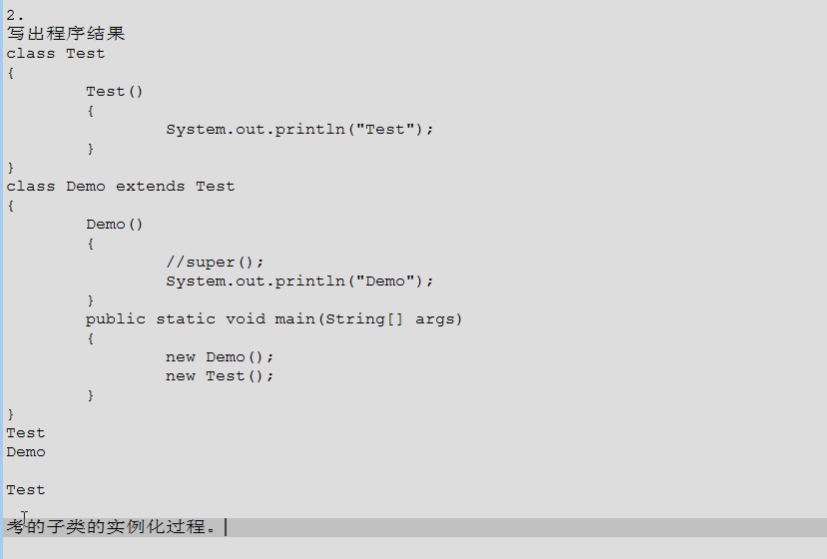 2.
写出程序结果
class Test
{
Test()
{
System.out.println("Test");
}
}
class Demo extends Test
{
Demo()
{
//super();
System.out.println("Demo");
}
public static void main(String[] args)
{
new Demo();
new Test();
}
}
Test
Demo
Test
考的子类的实例化过程。